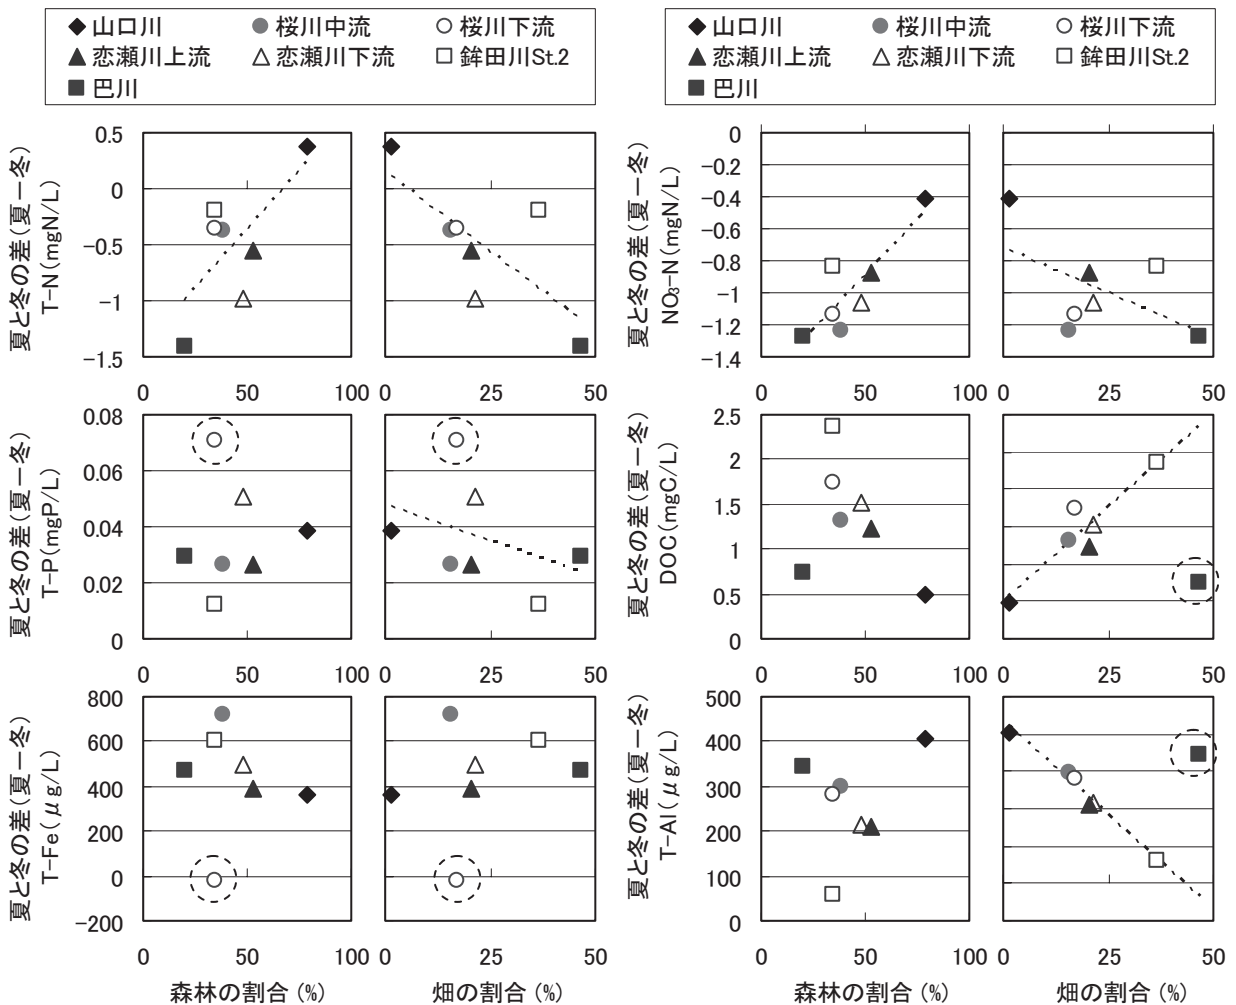 山口川 桜川中流 桜川下流
恋瀬川上流 恋瀬川下流 鉾田川St.2
巴川
山口川 桜川中流 桜川下流
恋瀬川上流 恋瀬川下流 鉾田川St.2
巴川
夏と冬の差(夏－冬)
T-N(mgN/L)
0.5
0
-0.5
-1
-1.5
0 50 100 0 25 50
夏と冬の差(夏－冬)
NO₃-N(mgN/L)
0
-0.2
-0.4
-0.6
-0.8
-1
-1.2
-1.4
0 50 100 0 25 50
夏と冬の差(夏－冬)
T-P(mgP/L)
0.08
0.06
0.04
0.02
0
0 50 100 0 25 50
夏と冬の差(夏－冬)
DOC(mgC/L)
2.5
2
1.5
1
0.5
0
0 50 100 0 25 50
夏と冬の差(夏－冬)
T-Fe(μg/L)
800
600
400
200
0
-200
0 50 100 0 25 50
森林の割合 (%) 畑の割合 (%)
夏と冬の差(夏－冬)
T-Al(μg/L)
500
400
300
200
100
0
0 50 100 0 25 50
森林の割合 (%) 畑の割合 (%)